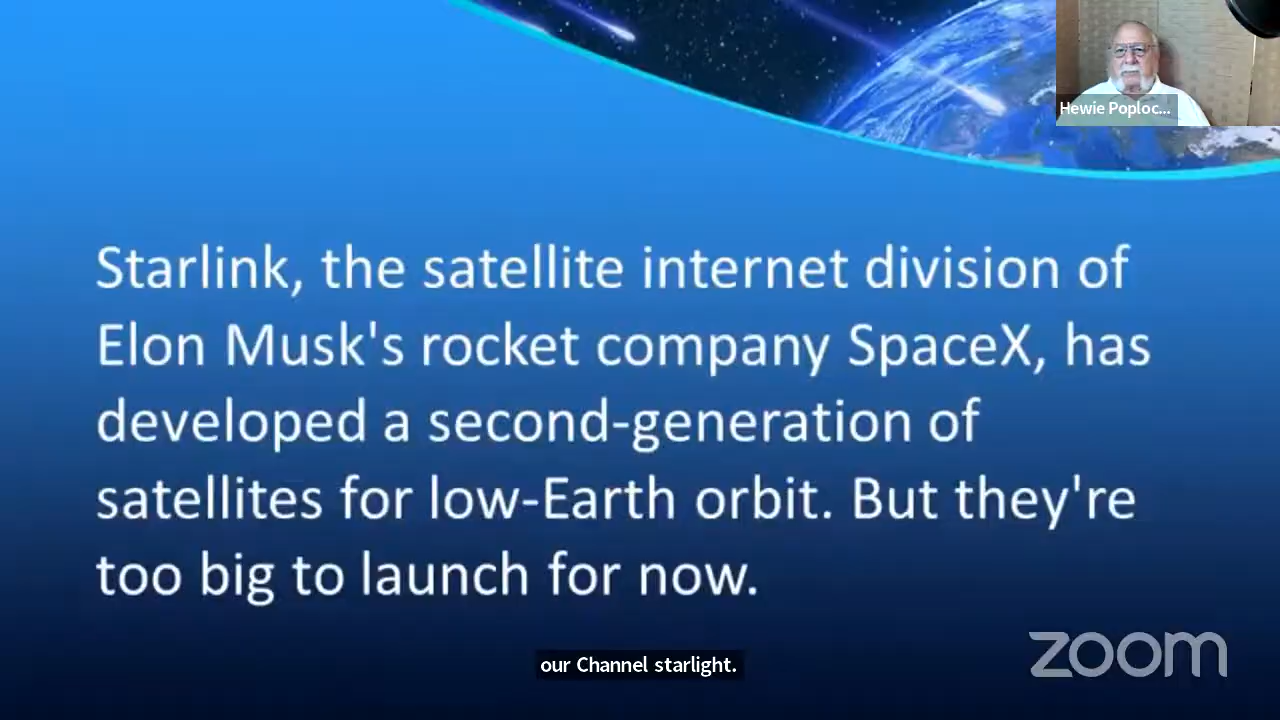 Hewie Poploc...
Starlink, the satellite internet division of
Elon Musk's rocket company SpaceX, has
developed a second-generation of
satellites for low-Earth orbit. But they're
too big to launch for now.
our Channel starlight.
zoom